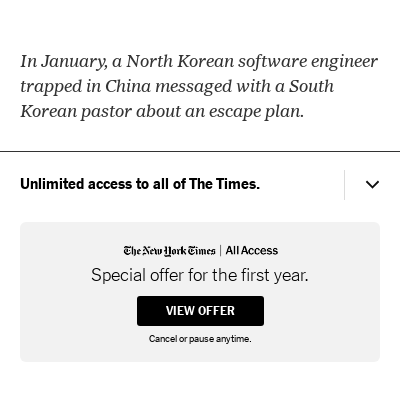 In January, a North Korean software engineer
trapped in China messaged with a South
Korean pastor about an escape plan.
Unlimited access to all of The Times.
The New York Times | All Access
Special offer for the first year.
VIEW OFFER
Cancel or pause anytime.